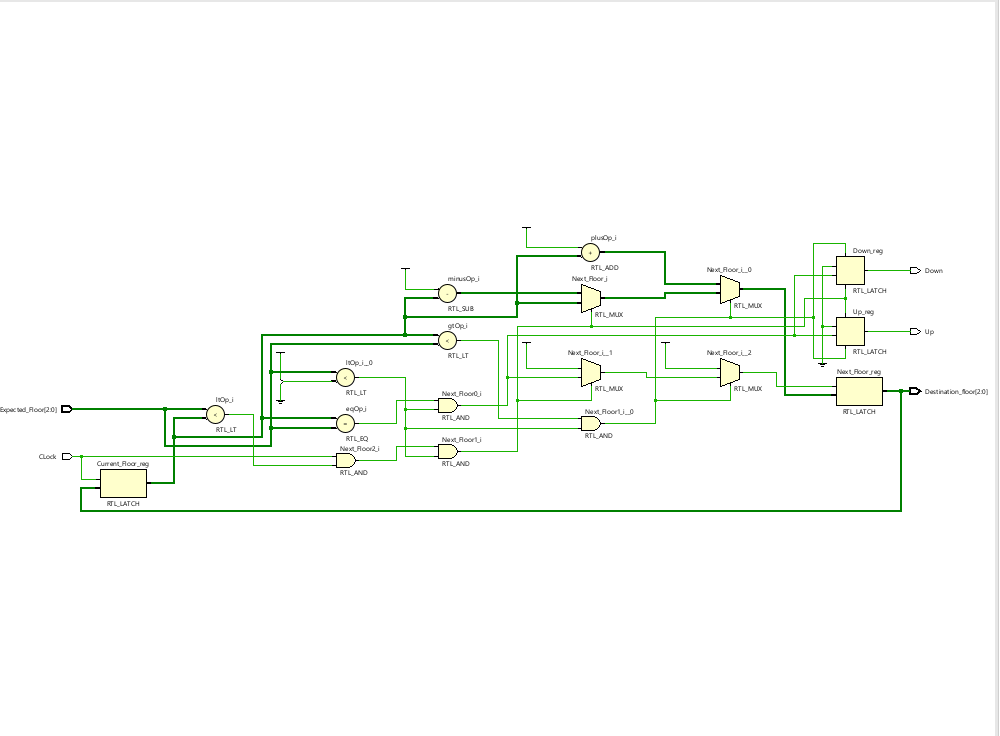 plusOp_i
+
RTL_ADD
Down_reg
RTL_LATCH
Down
minusOp_i
-
RTL_SUB
Next_Floor_i
RTL_MUX
Next_Floor_i__0
RTL_MUX
Up_reg
RTL_LATCH
Up
gtOp_i
<
RTL_LT
ltOp_i__0
<
RTL_LT
Next_Floor_i__1
RTL_MUX
Next_Floor_i__2
RTL_MUX
Next_Floor_reg
RTL_LATCH
Destination_floor[2:0]
Expected_Floor[2:0]
ltOp_i
<
RTL_LT
eqOp_i
=
RTL_EQ
Next_Floor0_i
RTL_AND
Next_Floor1_i__0
RTL_AND
CLock
Current_Floor_reg
RTL_LATCH
Next_Floor2_i
RTL_AND
Next_Floor1_i
RTL_AND